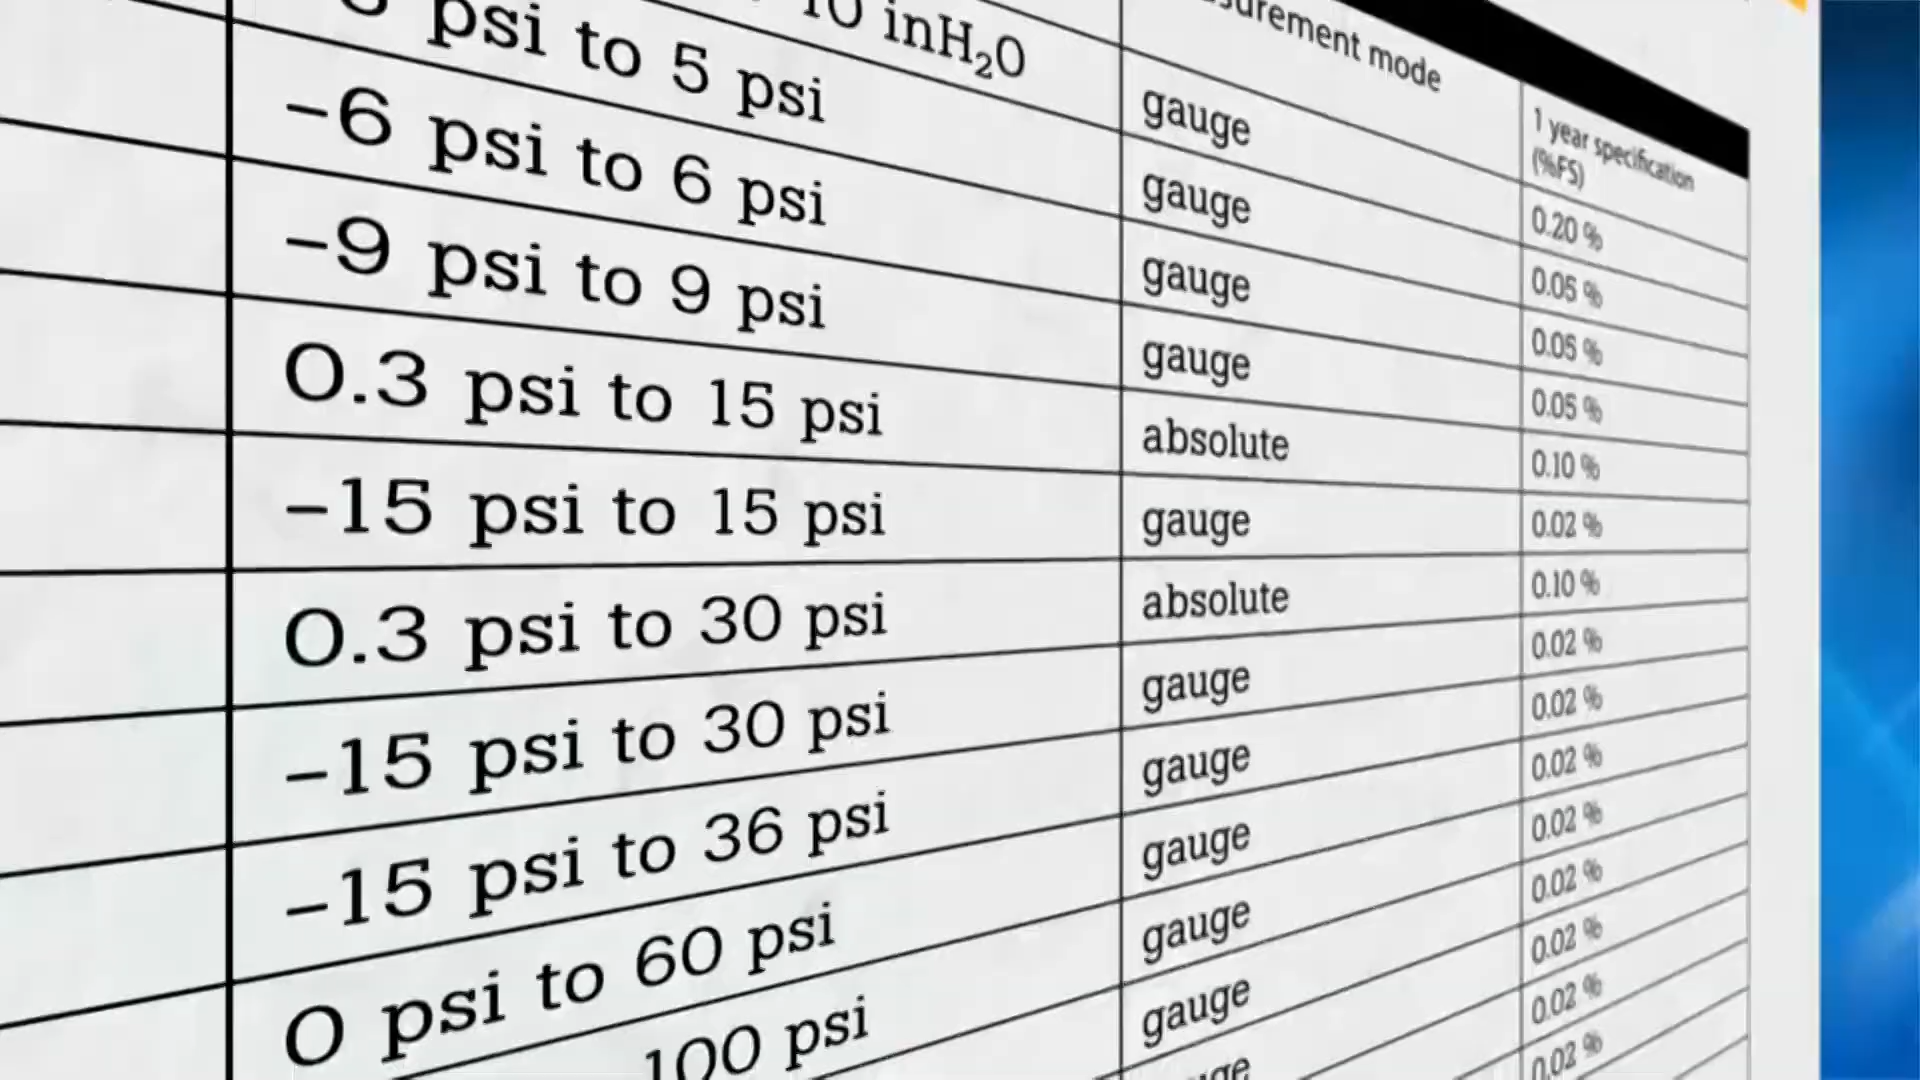 urement mode
1 year specification
(%FS)
10 inH₂O gauge 0.20 %
psi to 5 psi gauge 0.05 %
–6 psi to 6 psi gauge 0.05 %
–9 psi to 9 psi gauge 0.05 %
0.3 psi to 15 psi absolute 0.10 %
–15 psi to 15 psi gauge 0.02 %
0.3 psi to 30 psi absolute 0.10 %
–15 psi to 30 psi gauge 0.02 %
–15 psi to 36 psi gauge 0.02 %
0 psi to 60 psi gauge 0.02 %
100 psi gauge 0.02 %
gauge 0.02 %
0.02 %
0.02 %
0.02 %